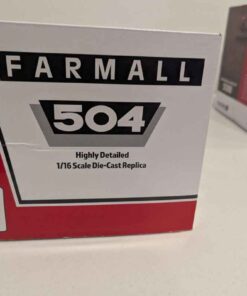 FARMALL
504
Highly Detailed
1/16 Scale Die-Cast Replica